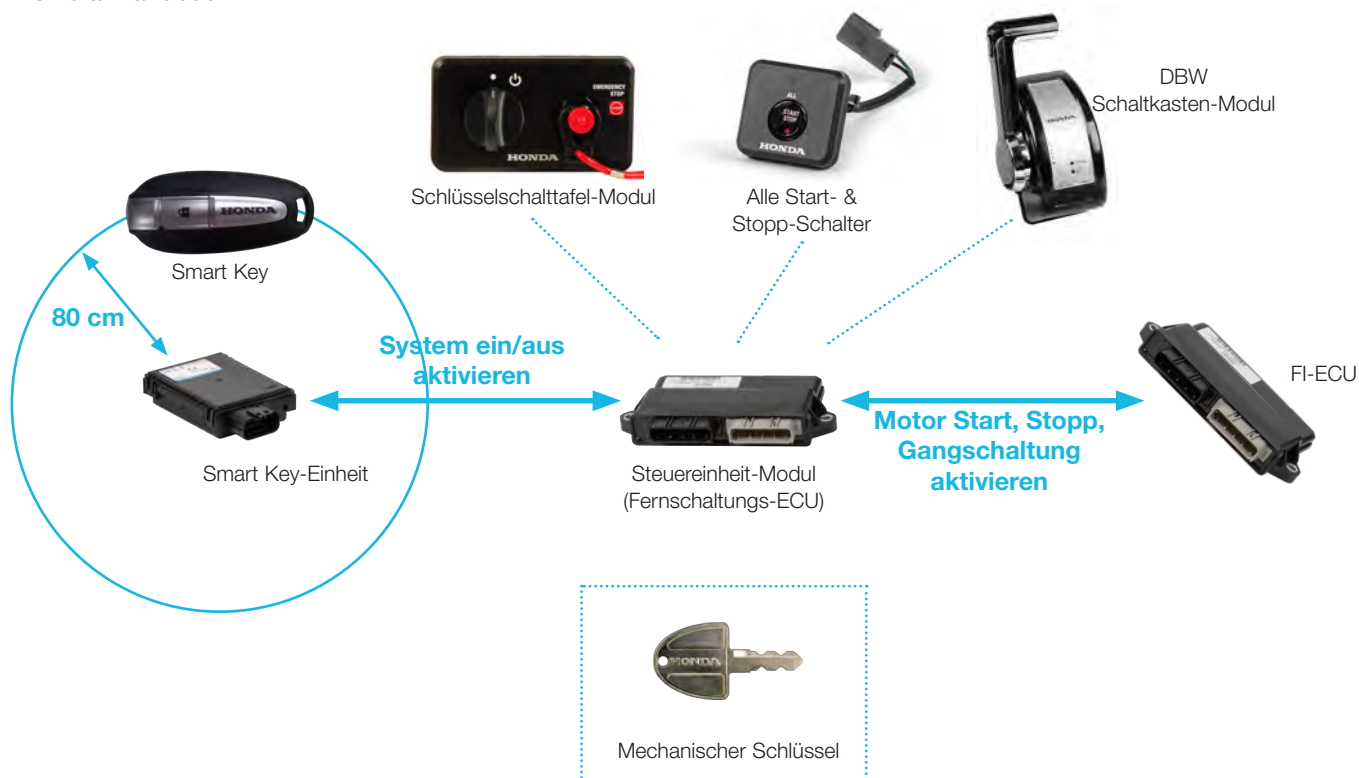 EMERGENCY
STOP
HONDA
ALL
START
STOP
HONDA
HONDA
DBW
Schaltkasten-Modul
Schlüsselschalttafel-Modul
Alle Start- &
Stopp-Schalter
HONDA
Smart Key
80 cm
System ein/aus
aktivieren
FI-ECU
Motor Start, Stopp,
Gangschaltung
aktivieren
Smart Key-Einheit
Steuereinheit-Modul
(Fernschaltungs-ECU)
HONDA
Mechanischer Schlüssel